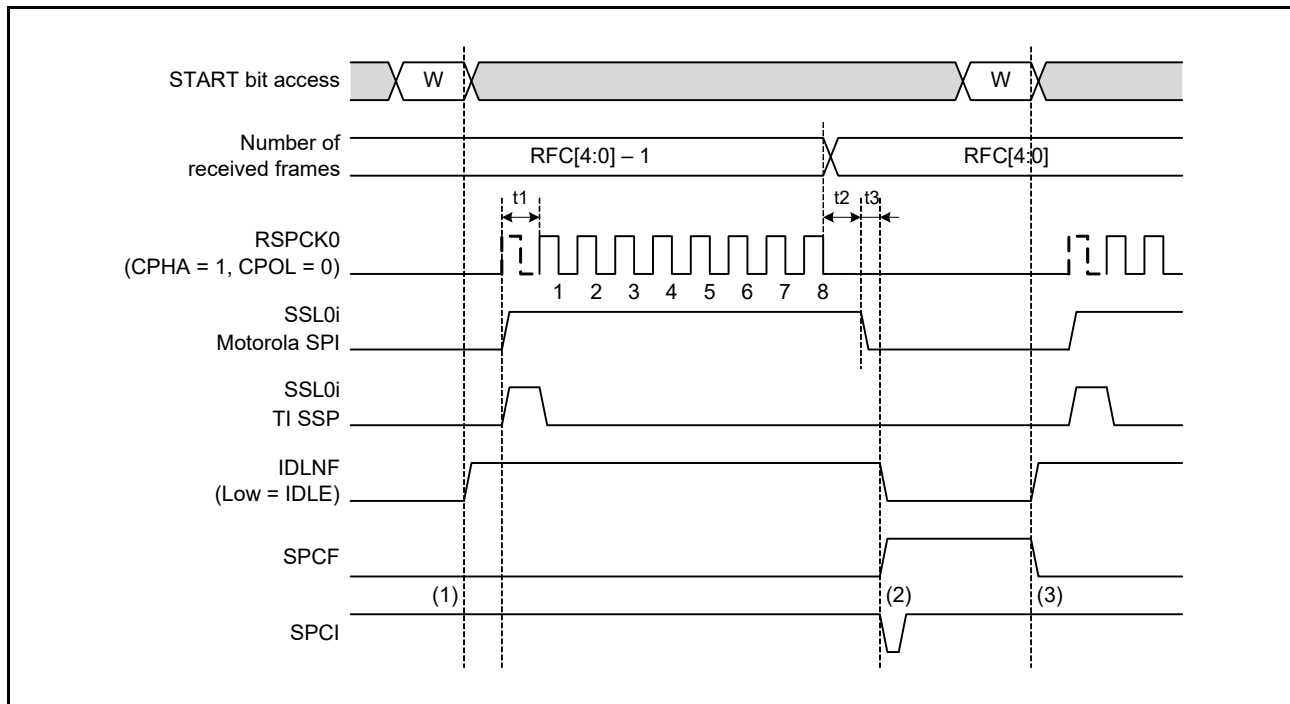 START bit access
W
W
Number of
received frames
RFC[4:0] – 1
RFC[4:0]
t1
t2
t3
RSPCK0
(CPHA = 1, CPOL = 0)
1 2 3 4 5 6 7 8
SSL0i
Motorola SPI
SSL0i
TI SSP
IDLNF
(Low = IDLE)
SPCF
(1)
(2)
(3)
SPCI